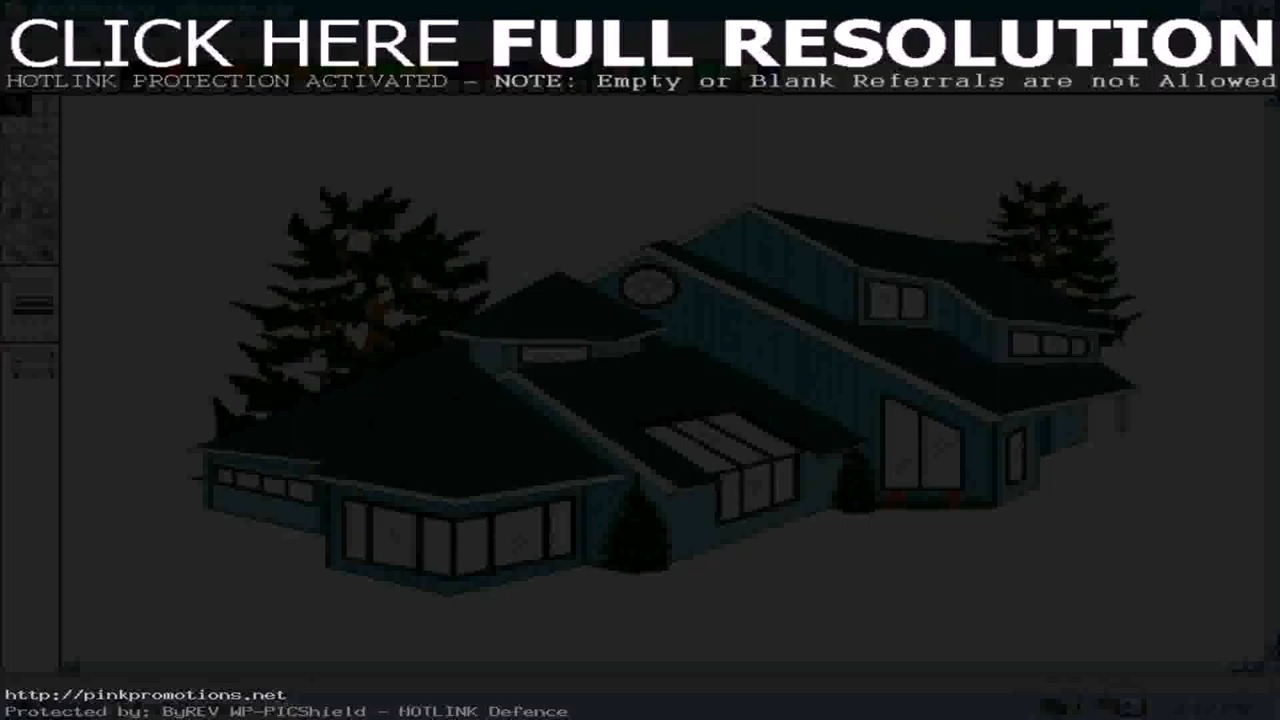 CLICK HERE FULL RESOLUTION
HOTLINK PROTECTION ACTIVATED - NOTE: Empty or Blank Referrals are not Allowed
http://pinkpromotions.net
Protected by: ByREV WP-PICShield - HOTLINK Defence